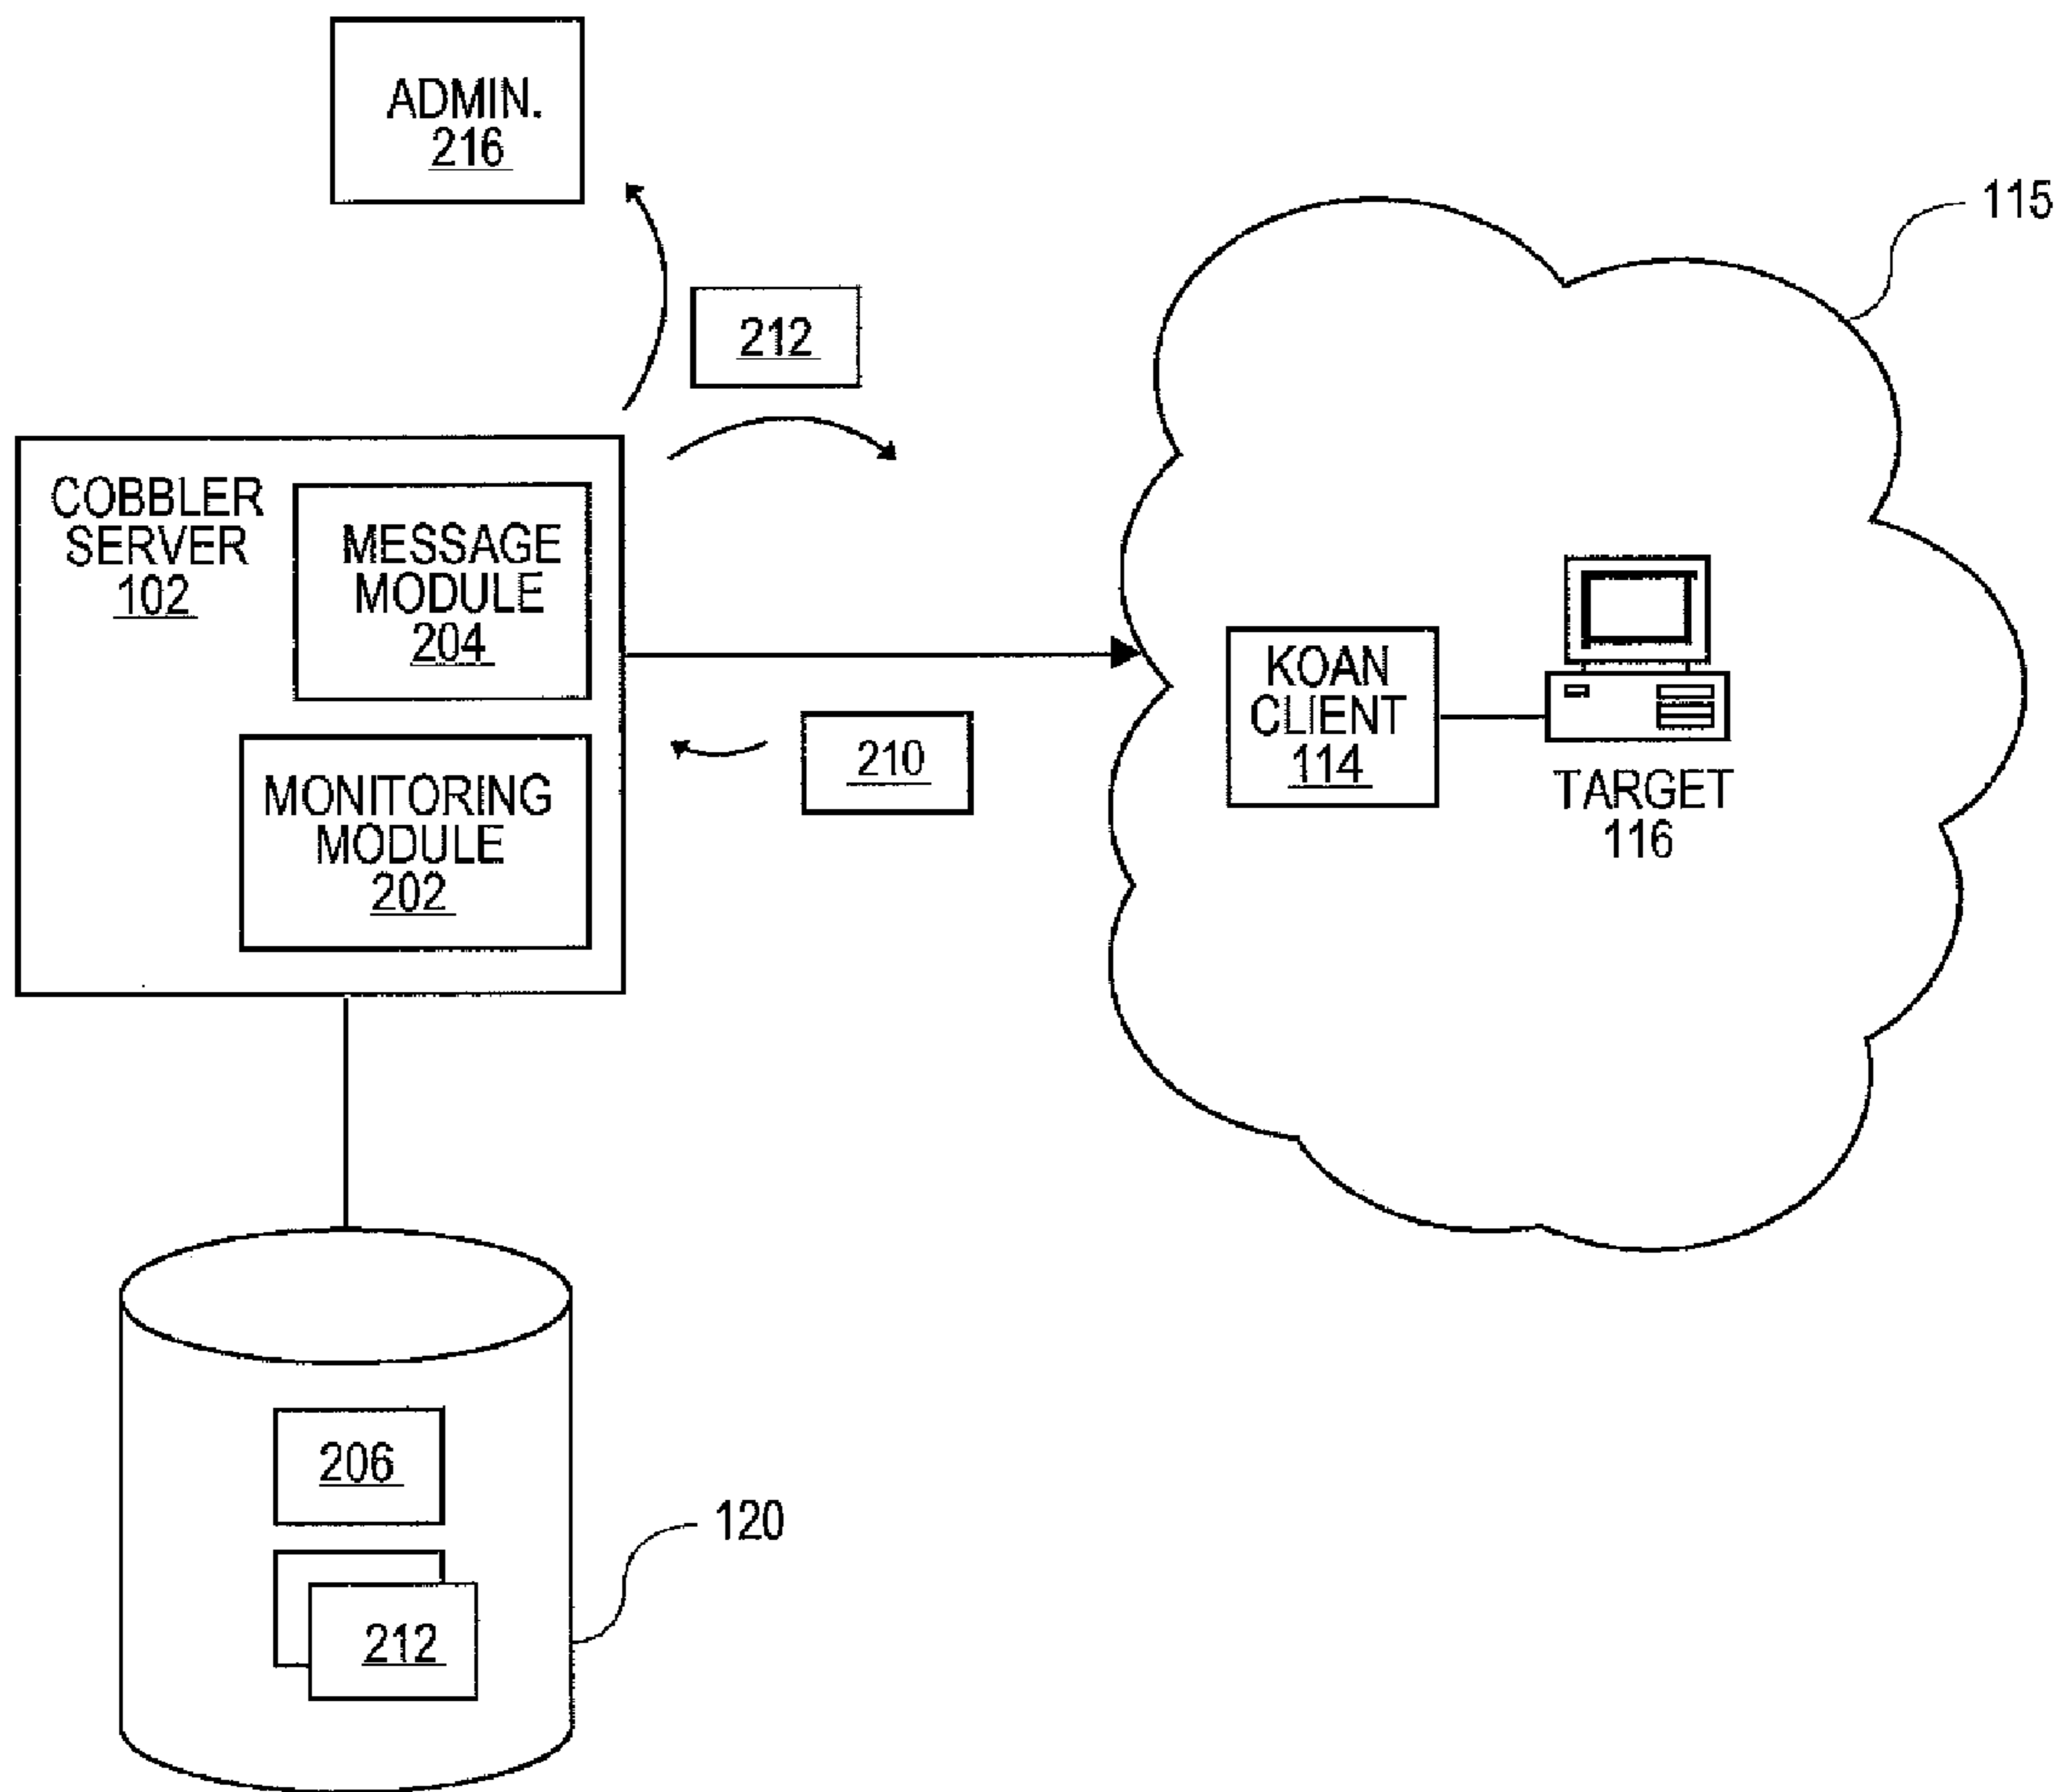 ADMIN.
216
115
212
COBBLER
SERVER
102
MESSAGE
MODULE
204
MONITORING
MODULE
202
210
KOAN
CLIENT
114
TARGET
116
206
212
120